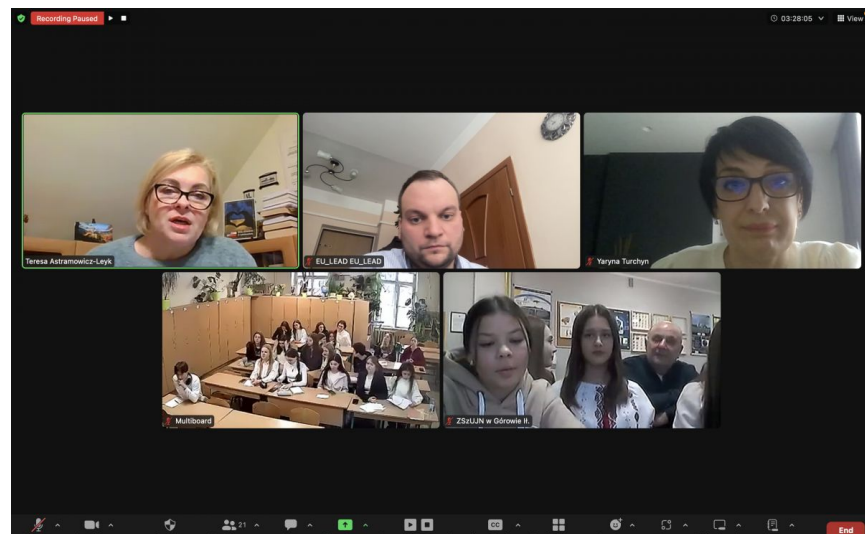 Recording Paused
03:28:05
View
Teresa Astramowicz-Leyk
EU_LEAD EU_LEAD
Yaryna Turchyn
Multiboard
ZSzUJN w Górowie Ił.
21
CC
End